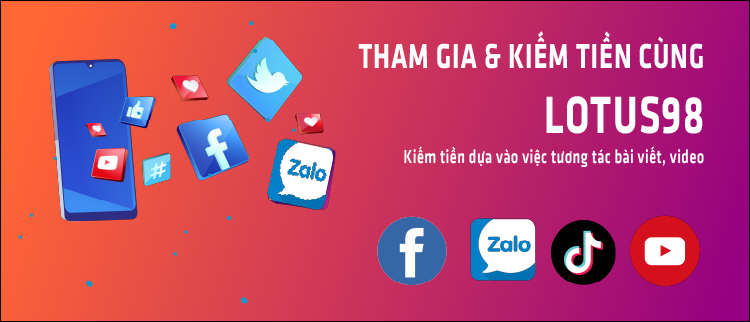 THAM GIA & KIẾM TIỀN CÙNG
LOTUS98
Kiếm tiền dựa vào việc tương tác bài viết, video
#
Zalo
Zalo